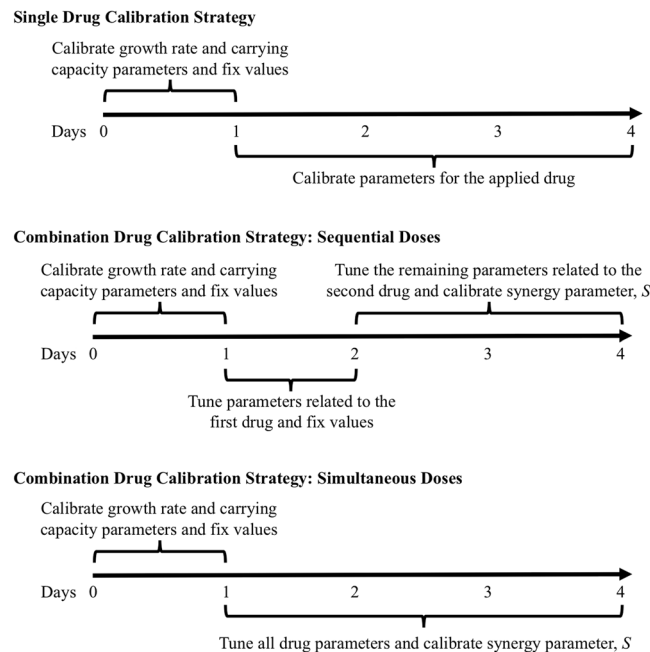 Single Drug Calibration Strategy
Calibrate growth rate and carrying
capacity parameters and fix values
Days 0 1 2 3 4
Calibrate parameters for the applied drug
Combination Drug Calibration Strategy: Sequential Doses
Calibrate growth rate and carrying
capacity parameters and fix values
Tune the remaining parameters related to the
second drug and calibrate synergy parameter, S
Days 0 1 2 3 4
Tune parameters related to the
first drug and fix values
Combination Drug Calibration Strategy: Simultaneous Doses
Calibrate growth rate and carrying
capacity parameters and fix values
Days 0 1 2 3 4
Tune all drug parameters and calibrate synergy parameter, S